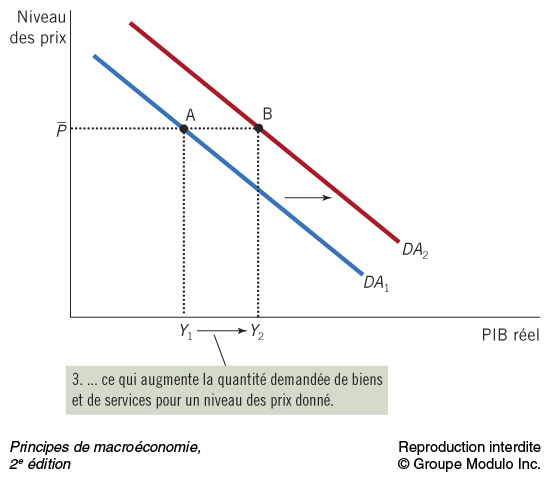 Niveau
des prix
A
B
P̅
DA₂
DA₁
Y₁
Y₂
PIB réel
3. ... ce qui augmente la quantité demandée de biens
et de services pour un niveau des prix donné.
Principes de macroéconomie,
2ᵉ édition
Reproduction interdite
© Groupe Modulo Inc.